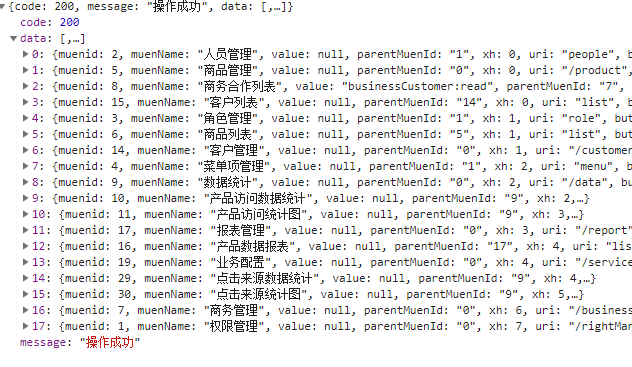 {code: 200, message: "操作成功", data: [,…]}
code: 200
data: [,…]
0: {muenid: 2, muenName: "人员管理", value: null, parentMuenId: "1", xh: 0, uri: "people", b
1: {muenid: 5, muenName: "商品管理", value: null, parentMuenId: "0", xh: 0, uri: "/product",
2: {muenid: 8, muenName: "商务合作列表", value: "businessCustomer:read", parentMuenId: "7",
3: {muenid: 15, muenName: "客户列表", value: null, parentMuenId: "14", xh: 0, uri: "list", b
4: {muenid: 3, muenName: "角色管理", value: null, parentMuenId: "1", xh: 1, uri: "role", but
5: {muenid: 6, muenName: "商品列表", value: null, parentMuenId: "5", xh: 1, uri: "list", but
6: {muenid: 14, muenName: "客户管理", value: null, parentMuenId: "0", xh: 1, uri: "/customer
7: {muenid: 4, muenName: "菜单项管理", value: null, parentMuenId: "1", xh: 2, uri: "menu", b
8: {muenid: 9, muenName: "数据统计", value: null, parentMuenId: "0", xh: 2, uri: "/data", bu
9: {muenid: 10, muenName: "产品访问数据统计", value: null, parentMuenId: "9", xh: 2,…}
10: {muenid: 11, muenName: "产品访问统计图", value: null, parentMuenId: "9", xh: 3,…}
11: {muenid: 17, muenName: "报表管理", value: null, parentMuenId: "0", xh: 3, uri: "/report"
12: {muenid: 16, muenName: "产品数据报表", value: null, parentMuenId: "17", xh: 4, uri: "lis
13: {muenid: 19, muenName: "业务配置", value: null, parentMuenId: "0", xh: 4, uri: "/service
14: {muenid: 29, muenName: "点击来源数据统计", value: null, parentMuenId: "9", xh: 4,…}
15: {muenid: 30, muenName: "点击来源统计图", value: null, parentMuenId: "9", xh: 5,…}
16: {muenid: 7, muenName: "商务管理", value: null, parentMuenId: "0", xh: 6, uri: "/business
17: {muenid: 1, muenName: "权限管理", value: null, parentMuenId: "0", xh: 7, uri: "/rightMan
message: "操作成功"